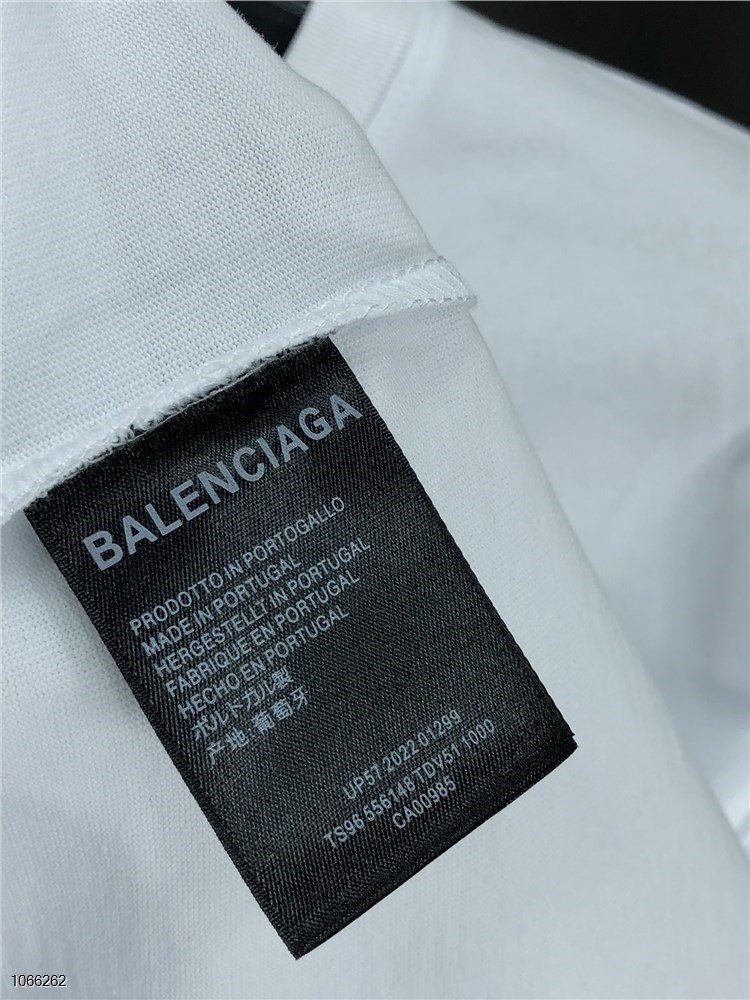 BALENCIAGA
PRODOTTO IN PORTOGALLO
MADE IN PORTUGAL
HERGESTELLT IN PORTUGAL
FABRIQUE EN PORTUGAL
HECHO EN PORTUGAL
ポルトガル製
产地:葡萄牙
UP57 2022 01299
TS96 556148 TDV51 1000
CA00985
1066262